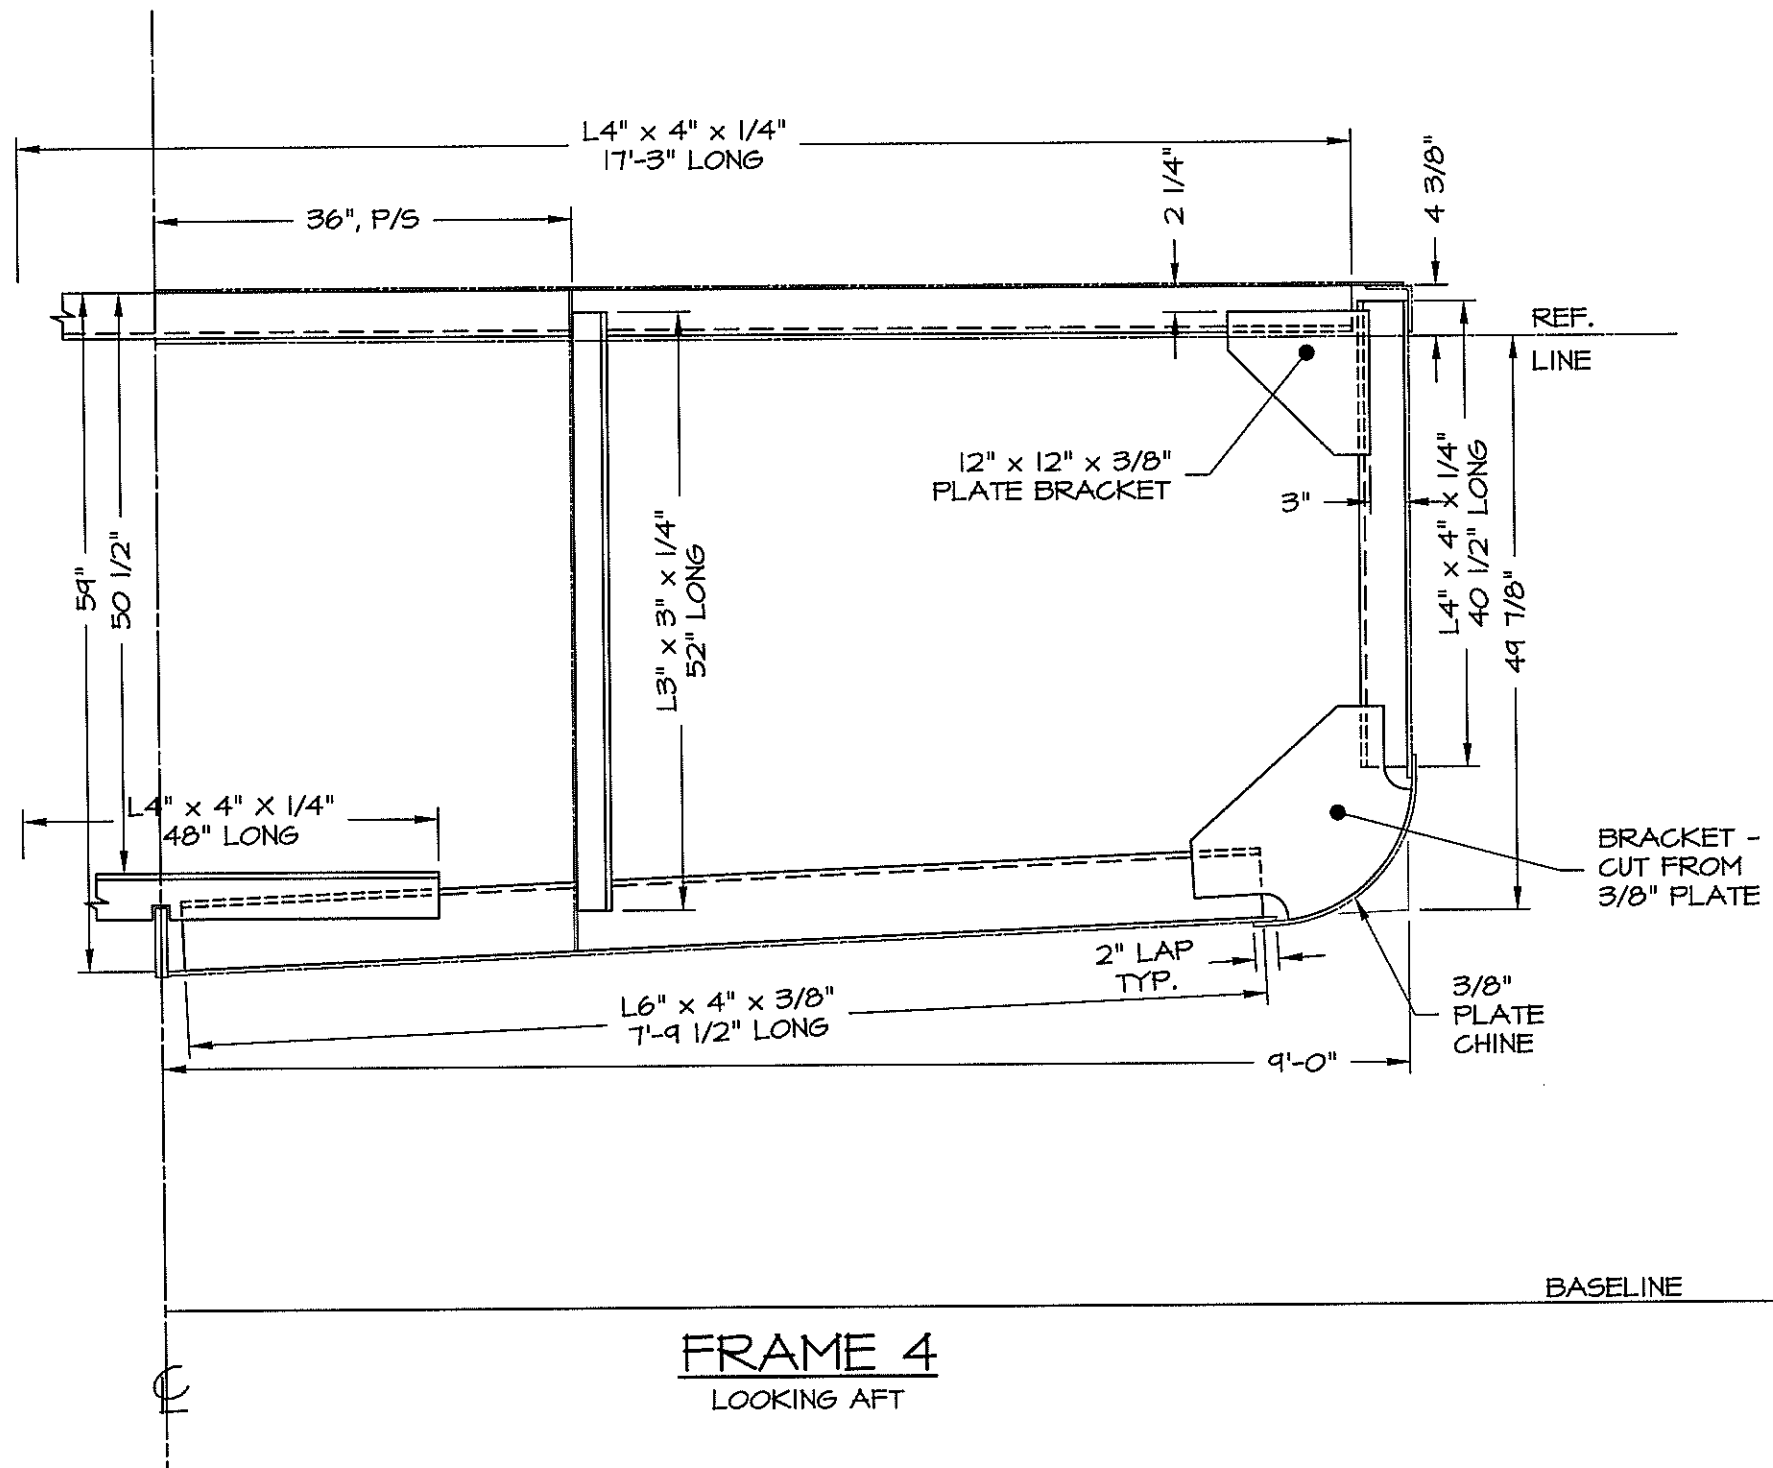 L4" x 4" x 1/4"
17'-3" LONG
36", P/S
2 1/4"
4 3/8"
REF.
LINE
12" x 12" x 3/8"
PLATE BRACKET
3"
L4" x 4" x 1/4"
40 1/2" LONG
49 7/8"
59"
50 1/2"
L3" x 3" x 1/4"
52" LONG
L4" x 4" X 1/4"
48" LONG
BRACKET -
CUT FROM
3/8" PLATE
2" LAP
TYP.
L6" x 4" x 3/8"
7'-9 1/2" LONG
3/8"
PLATE
CHINE
9'-0"
BASELINE
FRAME 4
LOOKING AFT
℄